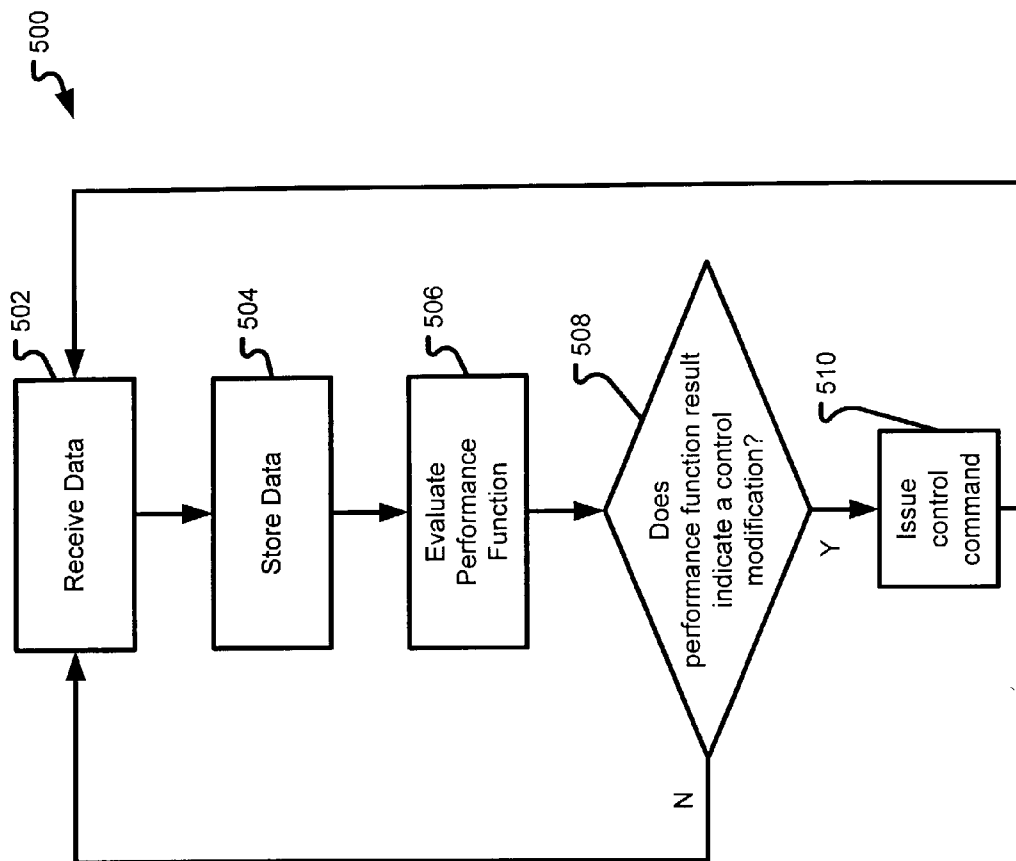 500
502
Receive Data
504
Store Data
506
Evaluate
Performance
Function
508
Does
performance function result
indicate a control
modification?
N
Y
510
Issue
control
command